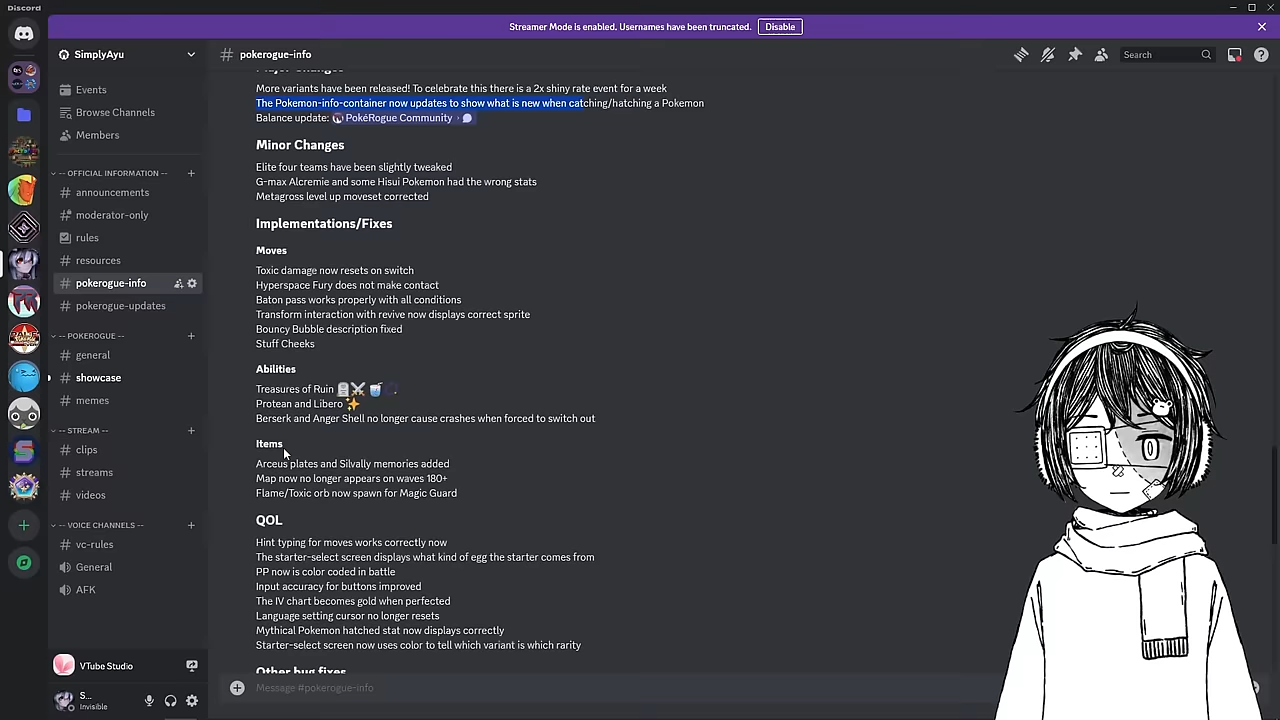 Discord
Streamer Mode is enabled. Usernames have been truncated. Disable
SimplyAyu
# pokerogue-info
Search
Events
Browse Channels
Members
-- OFFICIAL INFORMATION --
announcements
moderator-only
rules
resources
pokerogue-info
pokerogue-updates
-- POKEROGUE --
general
showcase
memes
-- STREAM --
clips
streams
videos
-- VOICE CHANNELS --
vc-rules
General
AFK
VTube Studio
S...
Invisible
Major Changes
More variants have been released! To celebrate this there is a 2x shiny rate event for a week
The Pokemon-info-container now updates to show what is new when catching/hatching a Pokemon
Balance update: PokéRogue Community ›
Minor Changes
Elite four teams have been slightly tweaked
G-max Alcremie and some Hisui Pokemon had the wrong stats
Metagross level up moveset corrected
Implementations/Fixes
Moves
Toxic damage now resets on switch
Hyperspace Fury does not make contact
Baton pass works properly with all conditions
Transform interaction with revive now displays correct sprite
Bouncy Bubble description fixed
Stuff Cheeks
Abilities
Treasures of Ruin 🪦⚔️🥤
Protean and Libero ✨
Berserk and Anger Shell no longer cause crashes when forced to switch out
Items
Arceus plates and Silvally memories added
Map now no longer appears on waves 180+
Flame/Toxic orb now spawn for Magic Guard
QOL
Hint typing for moves works correctly now
The starter-select screen displays what kind of egg the starter comes from
PP now is color coded in battle
Input accuracy for buttons improved
The IV chart becomes gold when perfected
Language setting cursor no longer resets
Mythical Pokemon hatched stat now displays correctly
Starter-select screen now uses color to tell which variant is which rarity
Other bug fixes
Message #pokerogue-info